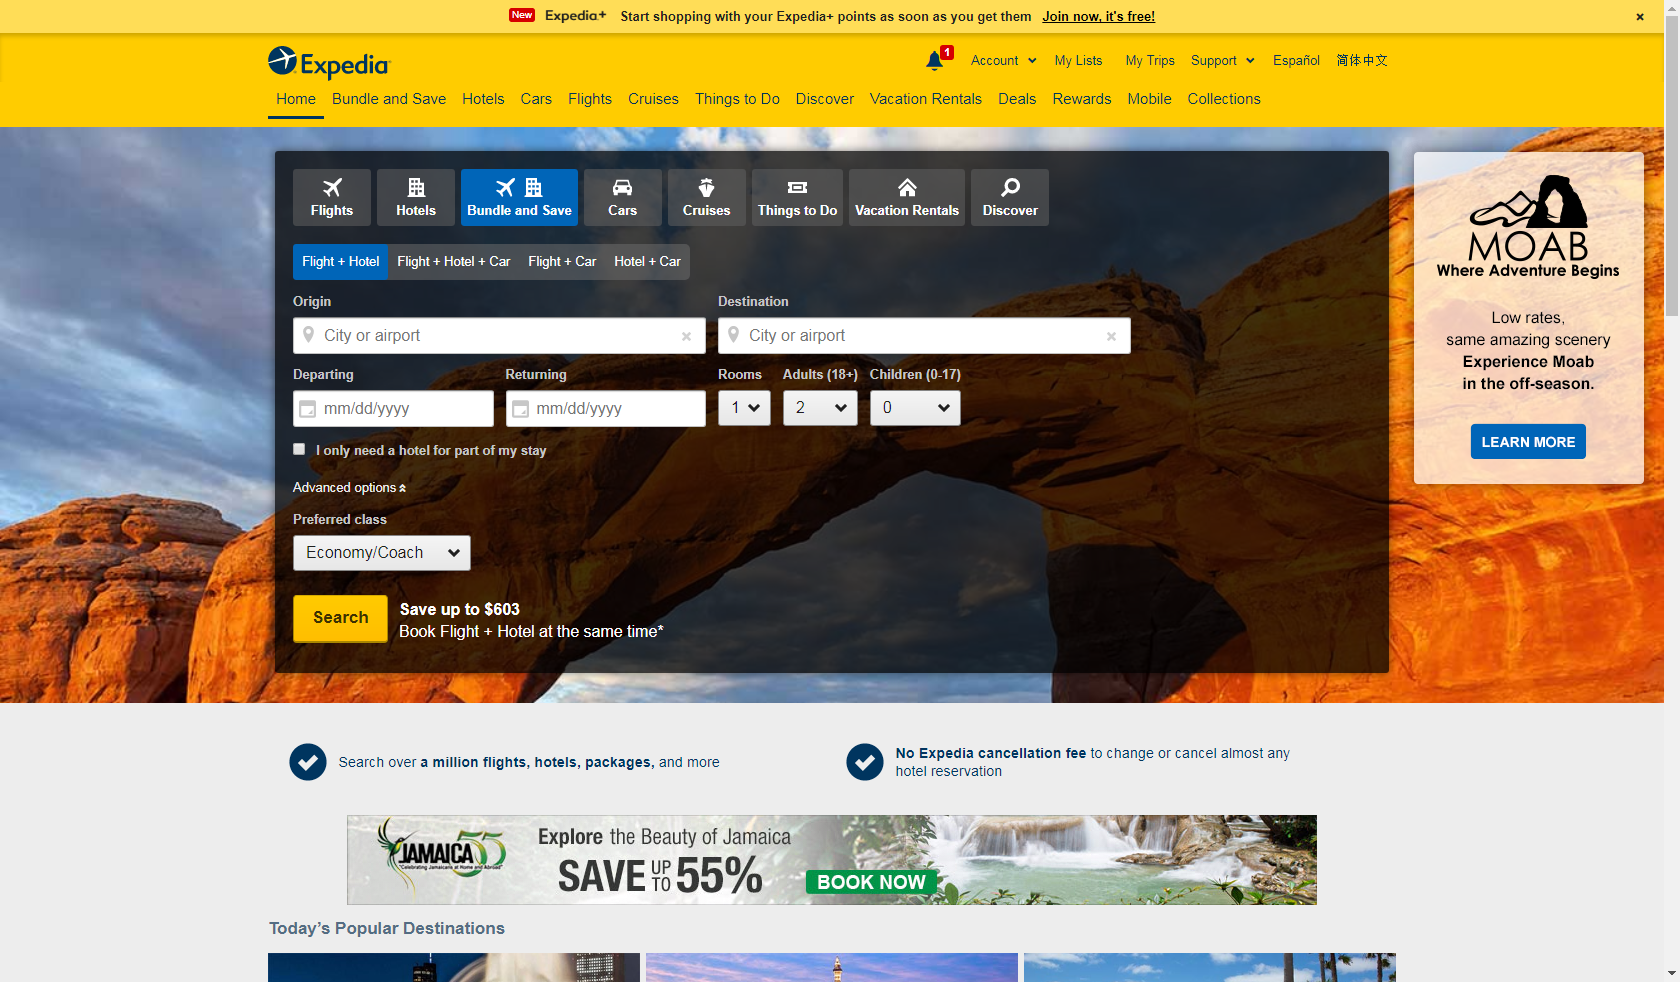 New Expedia+ Start shopping with your Expedia+ points as soon as you get them Join now, it's free! ×
Expedia
1 Account My Lists My Trips Support Español 简体中文
Home Bundle and Save Hotels Cars Flights Cruises Things to Do Discover Vacation Rentals Deals Rewards Mobile Collections
Flights Hotels Bundle and Save Cars Cruises Things to Do Vacation Rentals Discover
Flight + Hotel Flight + Hotel + Car Flight + Car Hotel + Car
Origin Destination
City or airport × City or airport ×
Departing Returning Rooms Adults (18+) Children (0-17)
mm/dd/yyyy mm/dd/yyyy 1 2 0
I only need a hotel for part of my stay
Advanced options
Preferred class
Economy/Coach
Search
Save up to $603
Book Flight + Hotel at the same time*
MOAB
Where Adventure Begins
Low rates,
same amazing scenery
Experience Moab
in the off-season.
LEARN MORE
Search over a million flights, hotels, packages, and more
No Expedia cancellation fee to change or cancel almost any
hotel reservation
JAMAICA 55
"Celebrating Jamaicans at Home and Abroad"
Explore the Beauty of Jamaica
SAVE UP TO 55%
BOOK NOW
Today's Popular Destinations